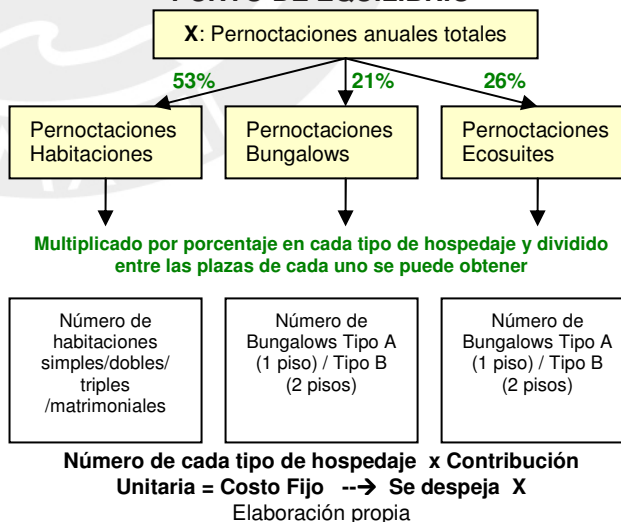 PUNTO DE EQUILIBRIO
X: Pernoctaciones anuales totales
53%
21%
26%
Pernoctaciones
Habitaciones
Pernoctaciones
Bungalows
Pernoctaciones
Ecosuites
Multiplicado por porcentaje en cada tipo de hospedaje y dividido
entre las plazas de cada uno se puede obtener
Número de
habitaciones
simples/dobles/
triples
/matrimoniales
Número de
Bungalows Tipo A
(1 piso) / Tipo B
(2 pisos)
Número de
Bungalows Tipo A
(1 piso) / Tipo B
(2 pisos)
Número de cada tipo de hospedaje x Contribución
Unitaria = Costo Fijo --→ Se despeja X
Elaboración propia